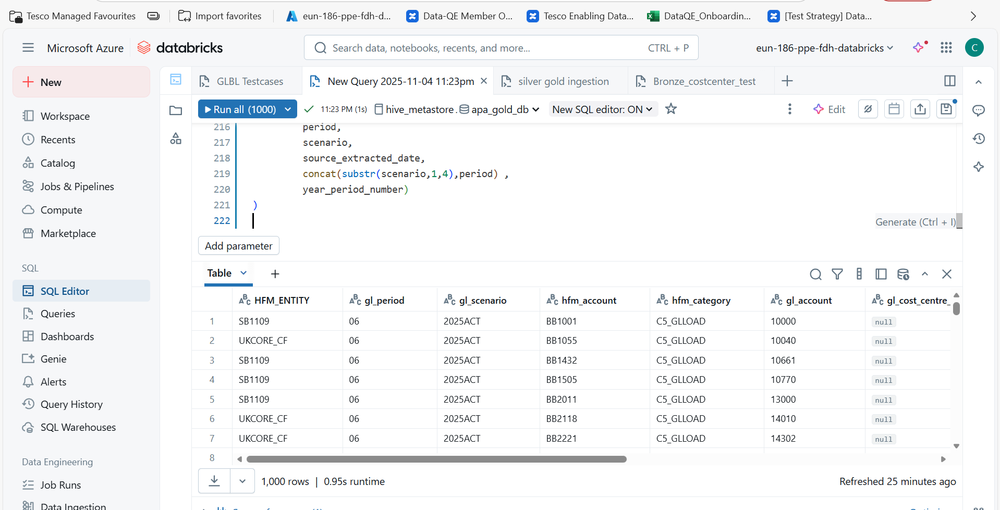 Tesco Managed Favourites
Import favorites
eun-186-ppe-fdh-d...
Data-QE Member O...
Tesco Enabling Data...
DataQE_Onboardin...
[Test Strategy] Data...
Microsoft Azure
databricks
Search data, notebooks, recents, and more...
CTRL + P
eun-186-ppe-fdh-databricks
C
New
Workspace
Recents
Catalog
Jobs & Pipelines
Compute
Marketplace
SQL
SQL Editor
Queries
Dashboards
Genie
Alerts
Query History
SQL Warehouses
Data Engineering
Job Runs
Data Ingestion
GLBL Testcases
New Query 2025-11-04 11:23pm
silver gold ingestion
Bronze_costcenter_test
Run all (1000)
11:23 PM (1s)
hive_metastore.
apa_gold_db
New SQL editor: ON
Edit
216 period,
217 scenario,
218 source_extracted_date,
219 concat(substr(scenario,1,4),period) ,
220 year_period_number)
221 )
222
Generate (Ctrl + I)
Add parameter
Table
HFM_ENTITY gl_period gl_scenario hfm_account hfm_category gl_account gl_cost_centre_
1 SB1109 06 2025ACT BB1001 C5_GLLOAD 10000 null
2 UKCORE_CF 06 2025ACT BB1055 C5_GLLOAD 10040 null
3 SB1109 06 2025ACT BB1432 C5_GLLOAD 10661 null
4 SB1109 06 2025ACT BB1505 C5_GLLOAD 10770 null
5 SB1109 06 2025ACT BB2011 C5_GLLOAD 13000 null
6 UKCORE_CF 06 2025ACT BB2118 C5_GLLOAD 14010 null
7 UKCORE_CF 06 2025ACT BB2221 C5_GLLOAD 14302 null
8
1,000 rows | 0.95s runtime
Refreshed 25 minutes ago